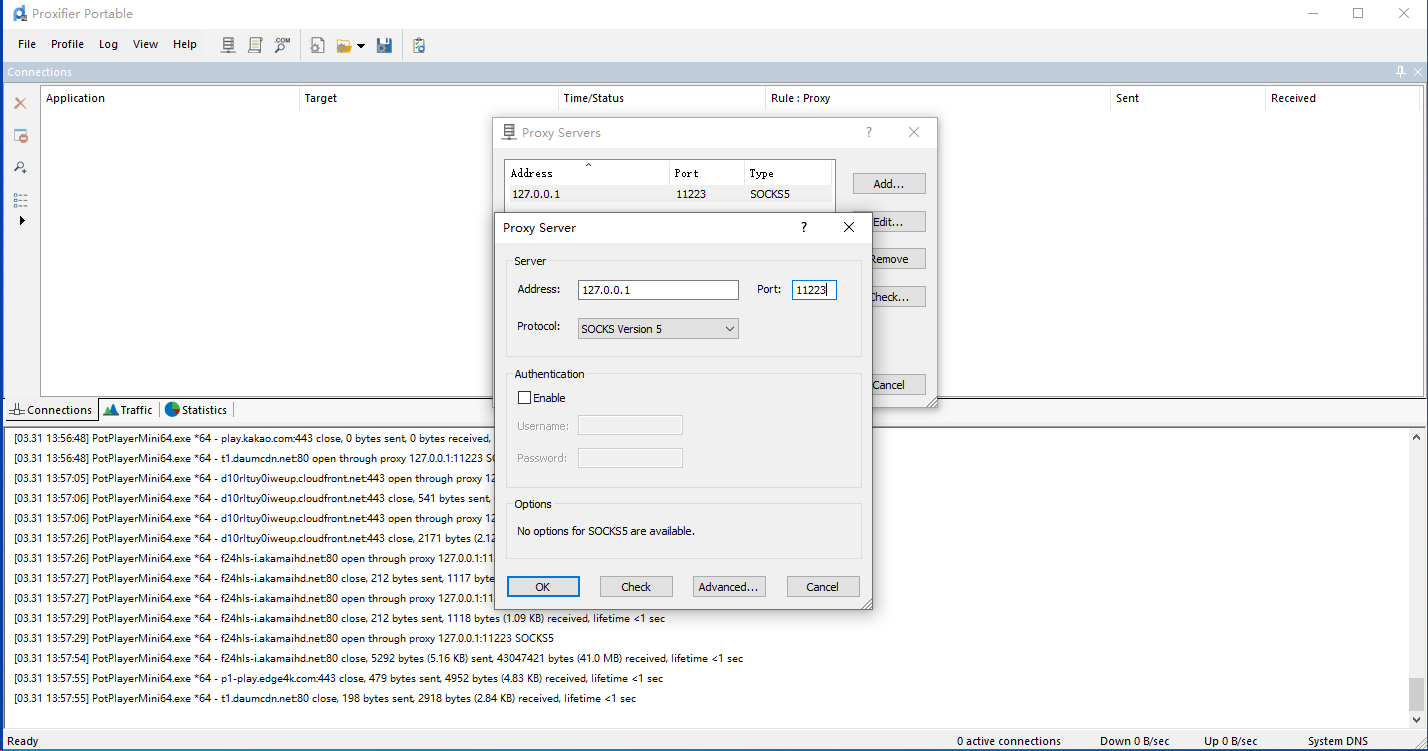 Proxifier Portable
File Profile Log View Help
.COM
Connections
Application Target Time/Status Rule : Proxy Sent Received
Proxy Servers ?
Address Port Type
127.0.0.1 11223 SOCKS5
Add...
Edit...
Remove
Check...
Cancel
Proxy Server ?
Server
Address: 127.0.0.1 Port: 11223
Protocol: SOCKS Version 5
Authentication
Enable
Username:
Password:
Options
No options for SOCKS5 are available.
OK Check Advanced... Cancel
Connections Traffic Statistics
[03.31 13:56:48] PotPlayerMini64.exe *64 - play.kakao.com:443 close, 0 bytes sent, 0 bytes received,
[03.31 13:56:48] PotPlayerMini64.exe *64 - t1.daumcdn.net:80 open through proxy 127.0.0.1:11223 SO
[03.31 13:57:05] PotPlayerMini64.exe *64 - d10rltuy0iweup.cloudfront.net:443 open through proxy 12
[03.31 13:57:06] PotPlayerMini64.exe *64 - d10rltuy0iweup.cloudfront.net:443 close, 541 bytes sent,
[03.31 13:57:06] PotPlayerMini64.exe *64 - d10rltuy0iweup.cloudfront.net:443 open through proxy 12
[03.31 13:57:26] PotPlayerMini64.exe *64 - d10rltuy0iweup.cloudfront.net:443 close, 2171 bytes (2.12
[03.31 13:57:26] PotPlayerMini64.exe *64 - f24hls-i.akamaihd.net:80 open through proxy 127.0.0.1:112
[03.31 13:57:27] PotPlayerMini64.exe *64 - f24hls-i.akamaihd.net:80 close, 212 bytes sent, 1117 byte
[03.31 13:57:27] PotPlayerMini64.exe *64 - f24hls-i.akamaihd.net:80 open through proxy 127.0.0.1:112
[03.31 13:57:29] PotPlayerMini64.exe *64 - f24hls-i.akamaihd.net:80 close, 212 bytes sent, 1118 bytes (1.09 KB) received, lifetime <1 sec
[03.31 13:57:29] PotPlayerMini64.exe *64 - f24hls-i.akamaihd.net:80 open through proxy 127.0.0.1:11223 SOCKS5
[03.31 13:57:54] PotPlayerMini64.exe *64 - f24hls-i.akamaihd.net:80 close, 5292 bytes (5.16 KB) sent, 43047421 bytes (41.0 MB) received, lifetime <1 sec
[03.31 13:57:55] PotPlayerMini64.exe *64 - p1-play.edge4k.com:443 close, 479 bytes sent, 4952 bytes (4.83 KB) received, lifetime <1 sec
[03.31 13:57:55] PotPlayerMini64.exe *64 - t1.daumcdn.net:80 close, 198 bytes sent, 2918 bytes (2.84 KB) received, lifetime <1 sec
Ready 0 active connections Down 0 B/sec Up 0 B/sec System DNS